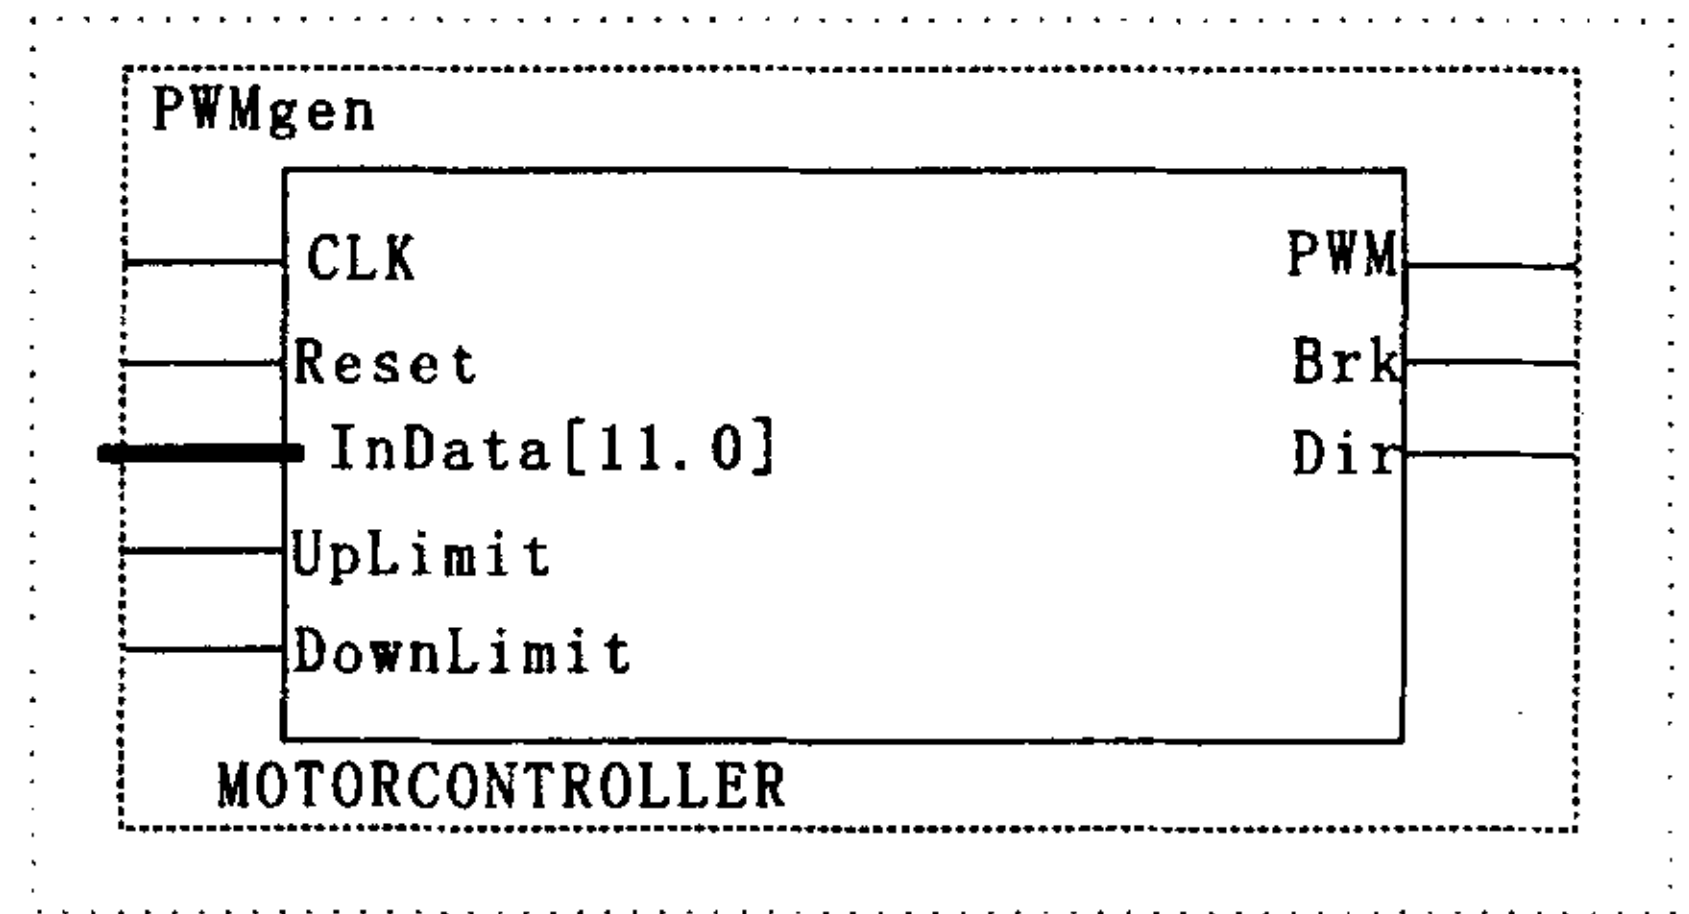 PWMgen
CLK
PWM
Reset
Brk
InData[11.0]
Dir
UpLimit
DownLimit
MOTORCONTROLLER